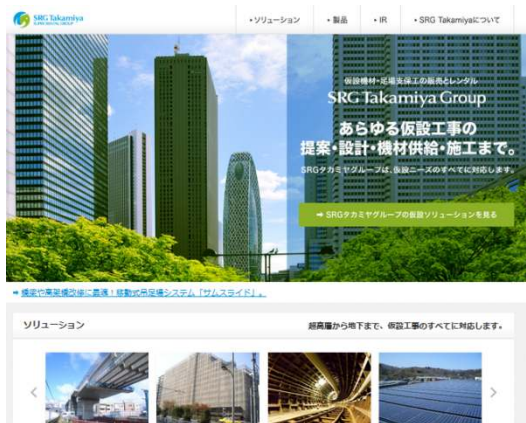 SRG Takamiya
・ソリューション
・製品
・IR
・SRG Takamiyaについて
仮設機材・足場支保工の販売とレンタル
SRG Takamiya Group
あらゆる仮設工事の
提案・設計・機材供給・施工まで。
SRGタカミヤグループは、仮設ニーズのすべてに対応します。
➡ SRGタカミヤグループの仮設ソリューションを見る
➡ 橋梁や高架橋改修に最適！移動式吊足場システム「サムスライド」。
ソリューション
超高層から地下まで、仮設工事のすべてに対応します。